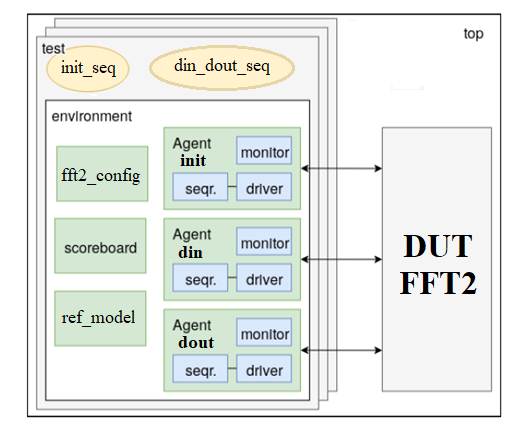 top
test
init_seq
din_dout_seq
environment
fft2_config
scoreboard
ref_model
Agent
init
monitor
seqr.
driver
Agent
din
monitor
seqr.
driver
Agent
dout
monitor
seqr.
driver
DUT
FFT2